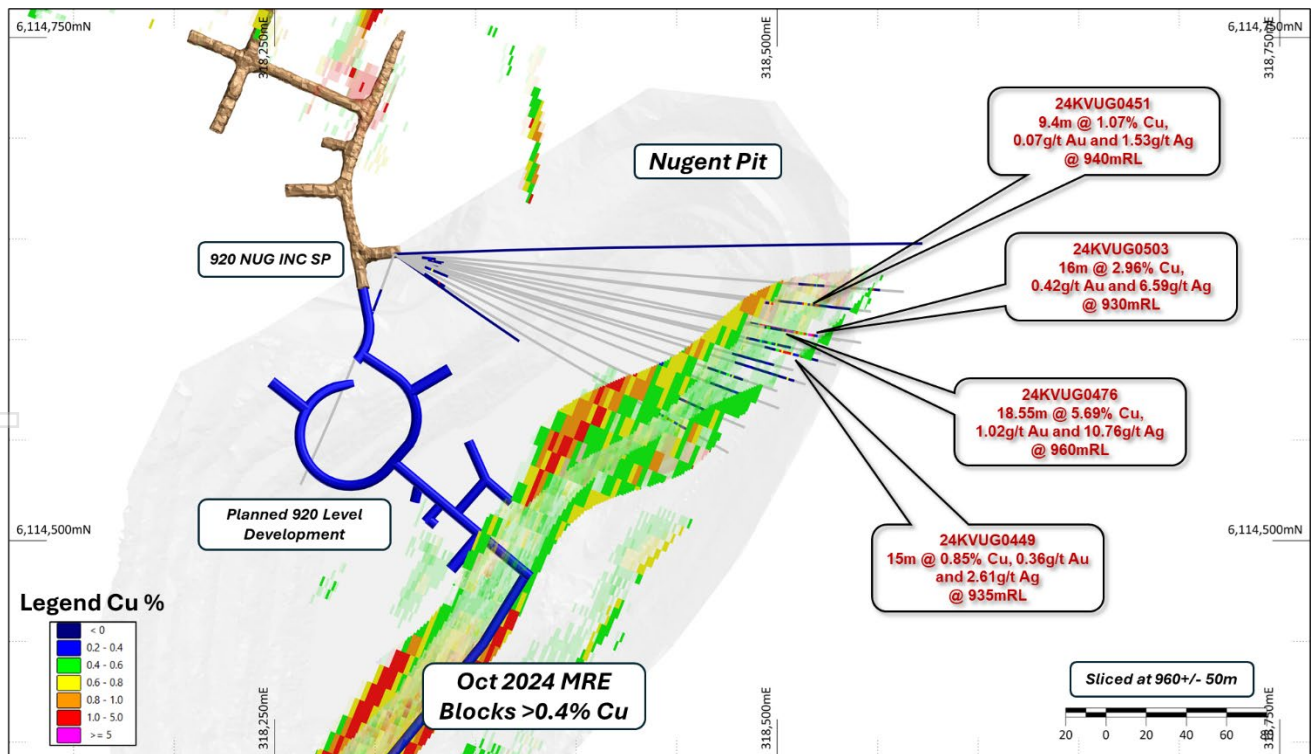 6,114,750mN
318,250mE
318,500mE
6,114,750mN
318,750mE
24KVUG0451
9.4m @ 1.07% Cu,
0.07g/t Au and 1.53g/t Ag
@ 940mRL
Nugent Pit
920 NUG INC SP
24KVUG0503
16m @ 2.96% Cu,
0.42g/t Au and 6.59g/t Ag
@ 930mRL
24KVUG0476
18.55m @ 5.69% Cu,
1.02g/t Au and 10.76g/t Ag
@ 960mRL
Planned 920 Level
Development
6,114,500mN
6,114,500mN
24KVUG0449
15m @ 0.85% Cu, 0.36g/t Au
and 2.61g/t Ag
@ 935mRL
Legend Cu %
< 0
0.2 - 0.4
0.4 - 0.6
0.6 - 0.8
0.8 - 1.0
1.0 - 5.0
>= 5
Oct 2024 MRE
Blocks >0.4% Cu
Sliced at 960+/- 50m
20 0 20 40 60 80
318,250mE
318,500mE
318,750mE